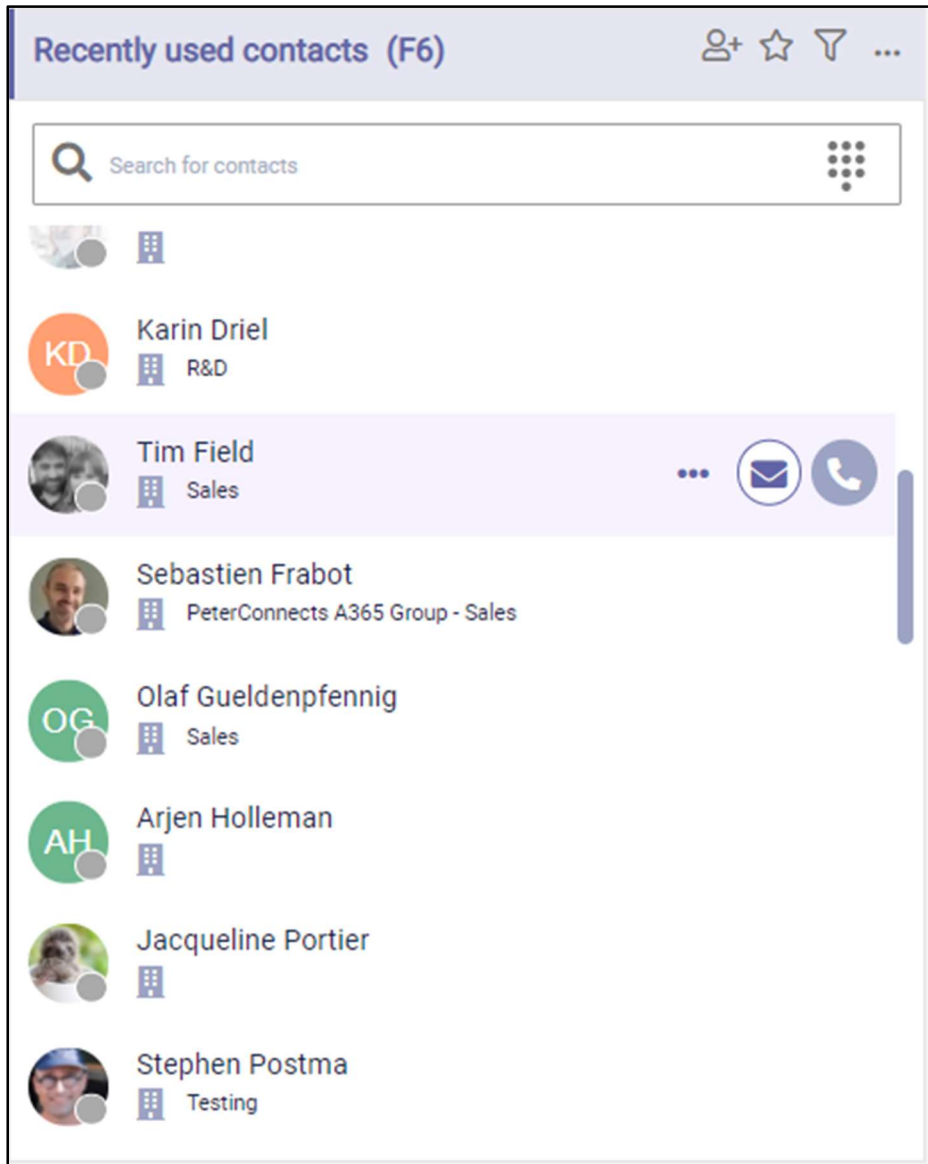 Recently used contacts (F6)
Search for contacts
KD
Karin Driel
R&D
Tim Field
Sales
Sebastien Frabot
PeterConnects A365 Group - Sales
OG
Olaf Gueldenpfennig
Sales
AH
Arjen Holleman
Jacqueline Portier
Stephen Postma
Testing